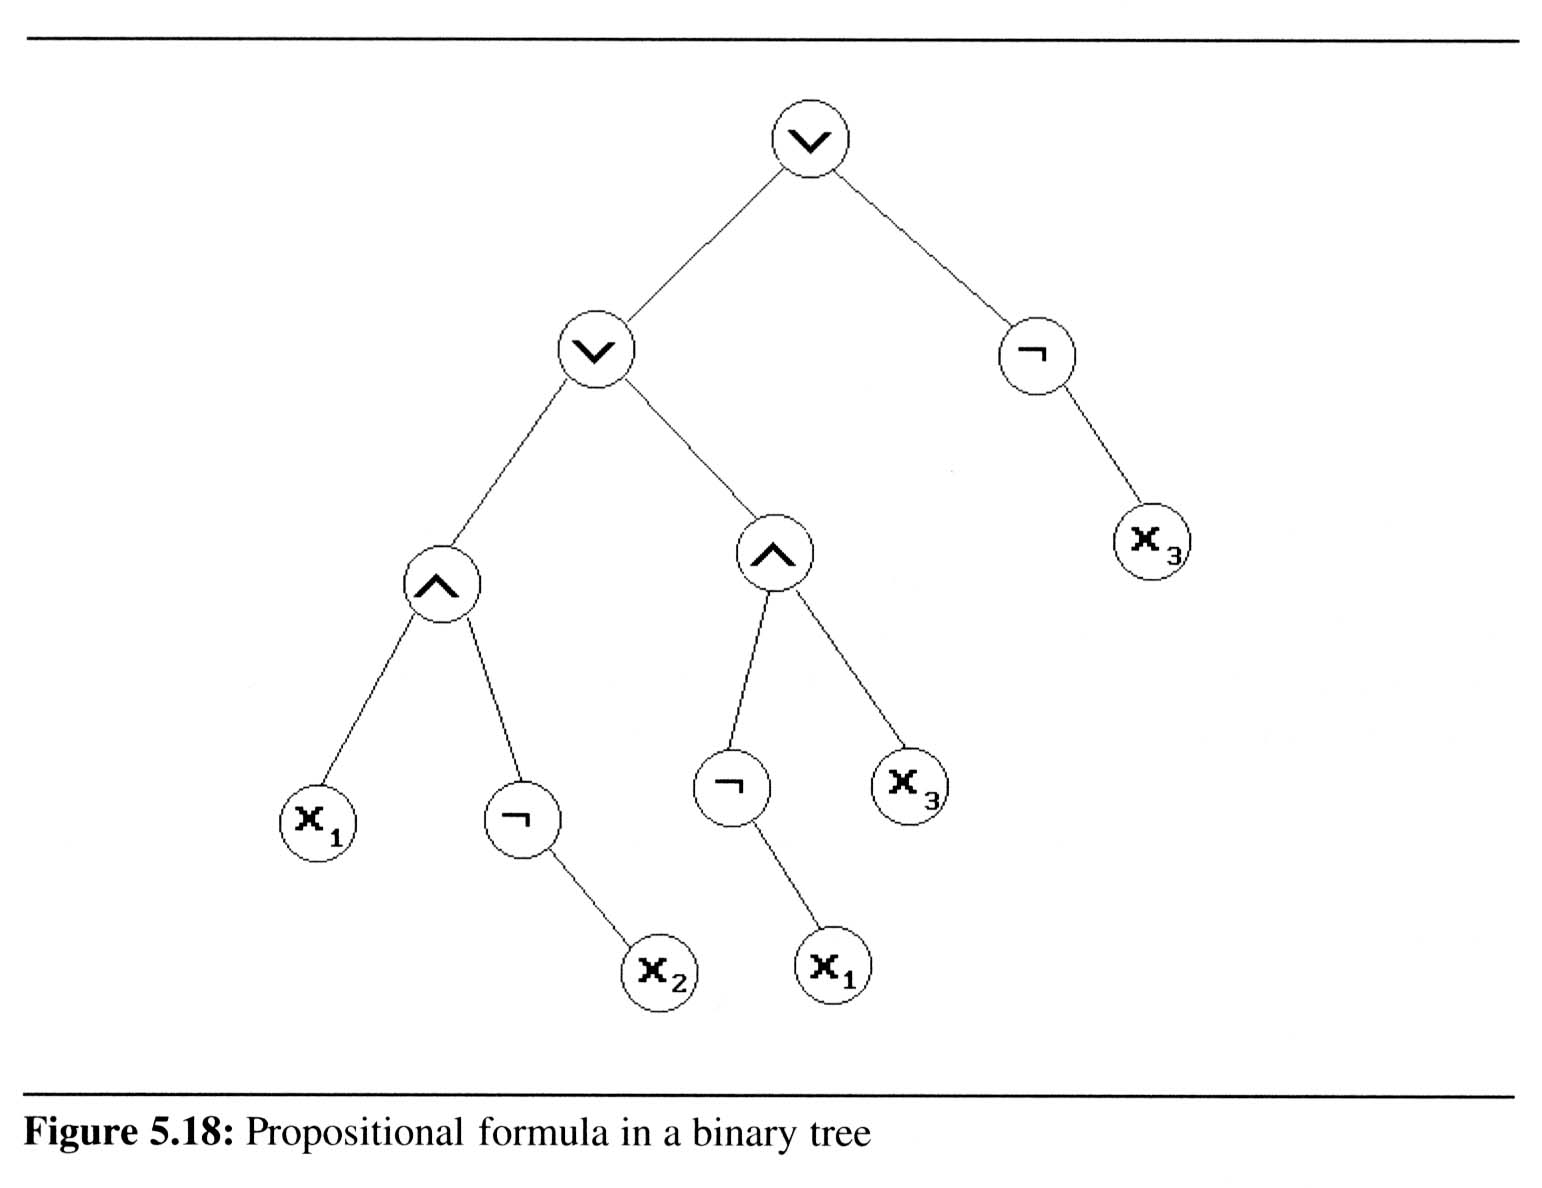 ∨
∨
¬
∧
∧
x₃
x₁
¬
¬
x₃
x₂
x₁
Figure 5.18: Propositional formula in a binary tree